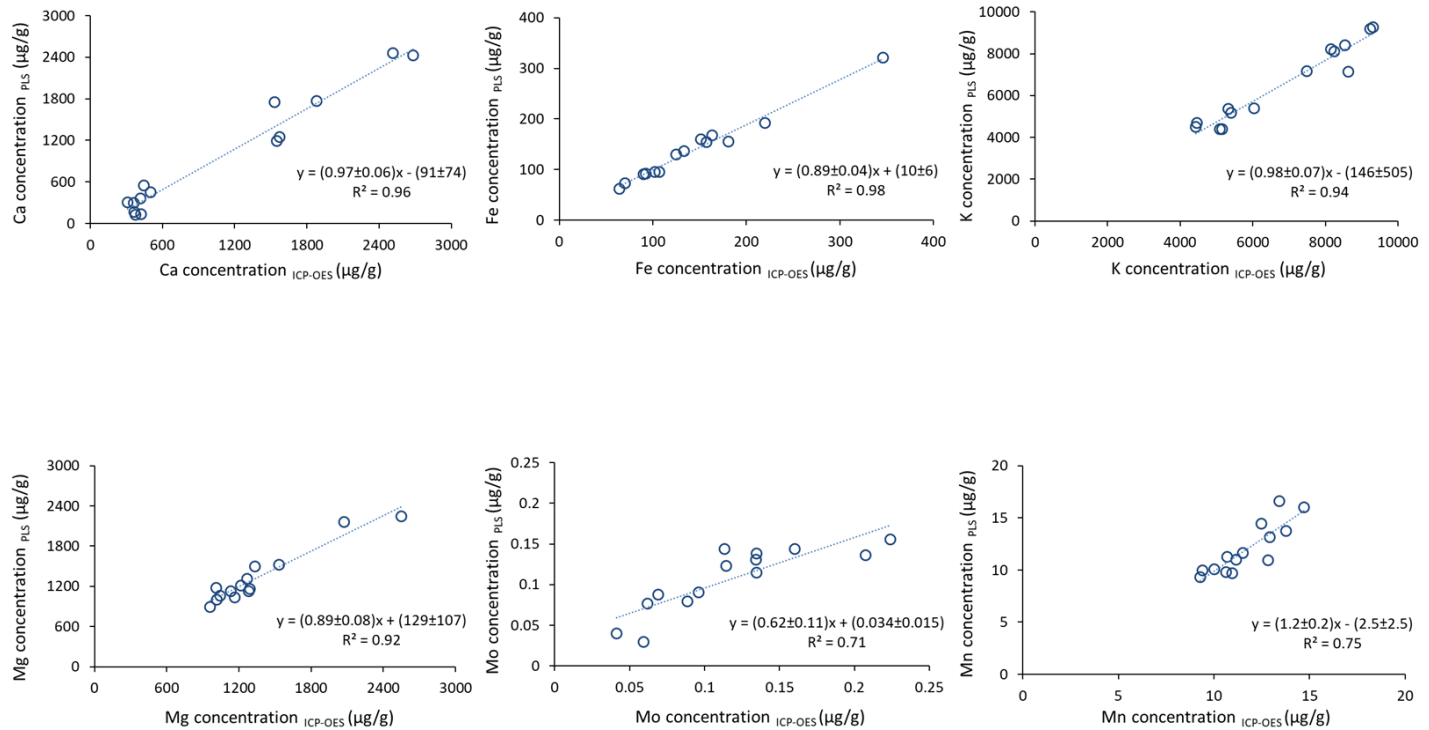 Ca concentration PLS (µg/g)
3000
2400
1800
1200
600
0
0 600 1200 1800 2400 3000
y = (0.97±0.06)x - (91±74)
R² = 0.96
Ca concentration ICP-OES (µg/g)
Fe concentration PLS (µg/g)
400
300
200
100
0
0 100 200 300 400
y = (0.89±0.04)x + (10±6)
R² = 0.98
Fe concentration ICP-OES (µg/g)
K concentration PLS (µg/g)
10000
8000
6000
4000
2000
0
0 2000 4000 6000 8000 10000
y = (0.98±0.07)x - (146±505)
R² = 0.94
K concentration ICP-OES (µg/g)
Mg concentration PLS (µg/g)
3000
2400
1800
1200
600
0
0 600 1200 1800 2400 3000
y = (0.89±0.08)x + (129±107)
R² = 0.92
Mg concentration ICP-OES (µg/g)
Mo concentration PLS (µg/g)
0.25
0.2
0.15
0.1
0.05
0
0 0.05 0.1 0.15 0.2 0.25
y = (0.62±0.11)x + (0.034±0.015)
R² = 0.71
Mo concentration ICP-OES (µg/g)
Mn concentration PLS (µg/g)
20
15
10
5
0
0 5 10 15 20
y = (1.2±0.2)x - (2.5±2.5)
R² = 0.75
Mn concentration ICP-OES (µg/g)